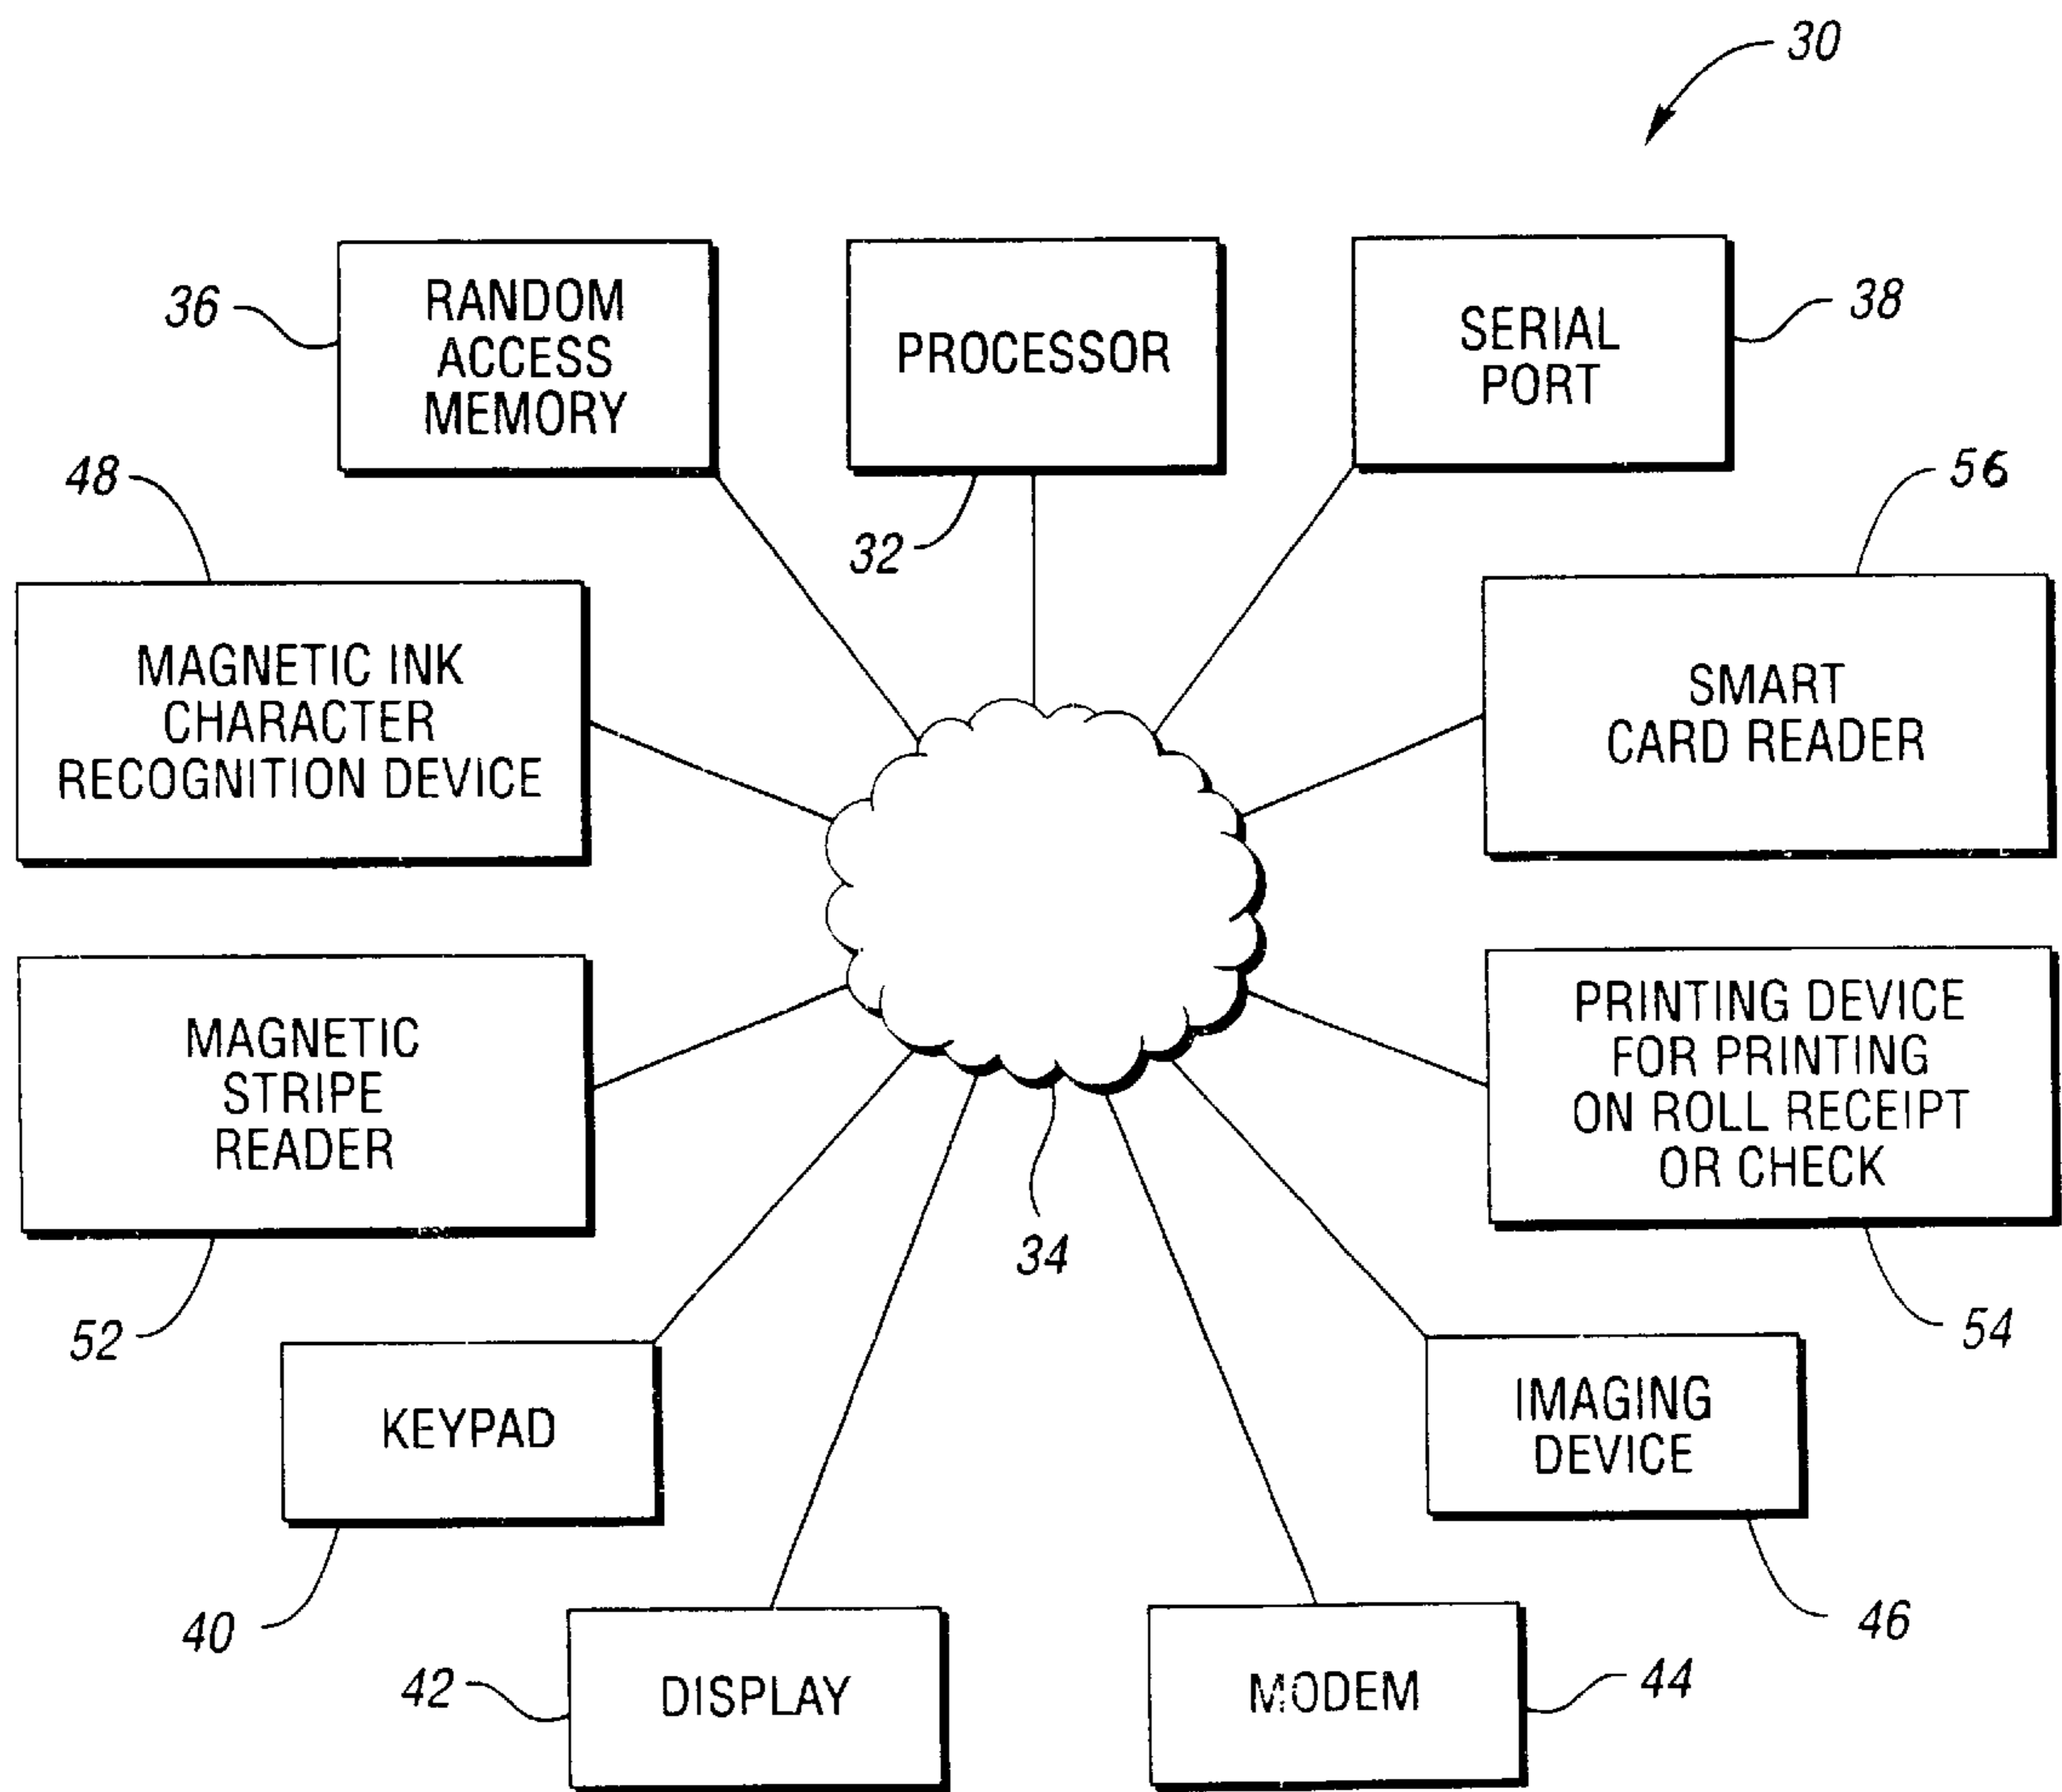 30
36
RANDOM
ACCESS
MEMORY
PROCESSOR
32
SERIAL
PORT
38
48
MAGNETIC INK
CHARACTER
RECOGNITION DEVICE
56
SMART
CARD READER
MAGNETIC
STRIPE
READER
52
34
PRINTING DEVICE
FOR PRINTING
ON ROLL RECEIPT
OR CHECK
54
KEYPAD
40
IMAGING
DEVICE
46
42
DISPLAY
MODEM
44